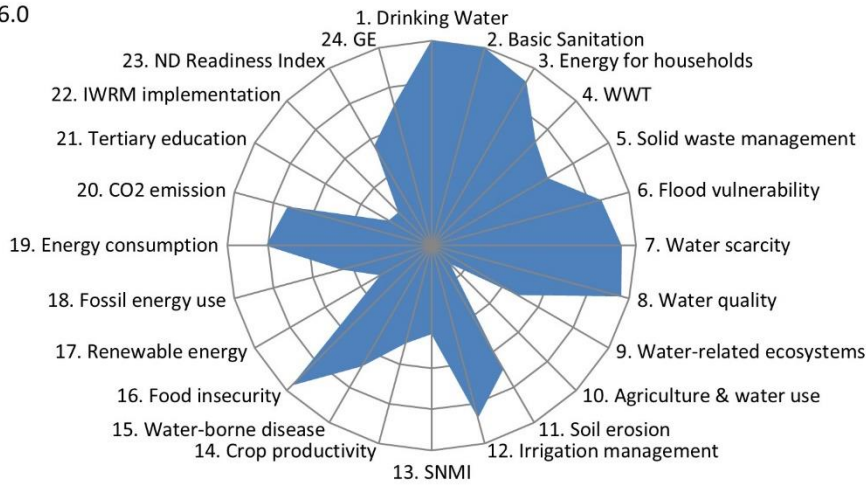 6.0
1. Drinking Water
2. Basic Sanitation
3. Energy for households
4. WWT
5. Solid waste management
6. Flood vulnerability
7. Water scarcity
8. Water quality
9. Water-related ecosystems
10. Agriculture & water use
11. Soil erosion
12. Irrigation management
13. SNMI
14. Crop productivity
15. Water-borne disease
16. Food insecurity
17. Renewable energy
18. Fossil energy use
19. Energy consumption
20. CO2 emission
21. Tertiary education
22. IWRM implementation
23. ND Readiness Index
24. GE